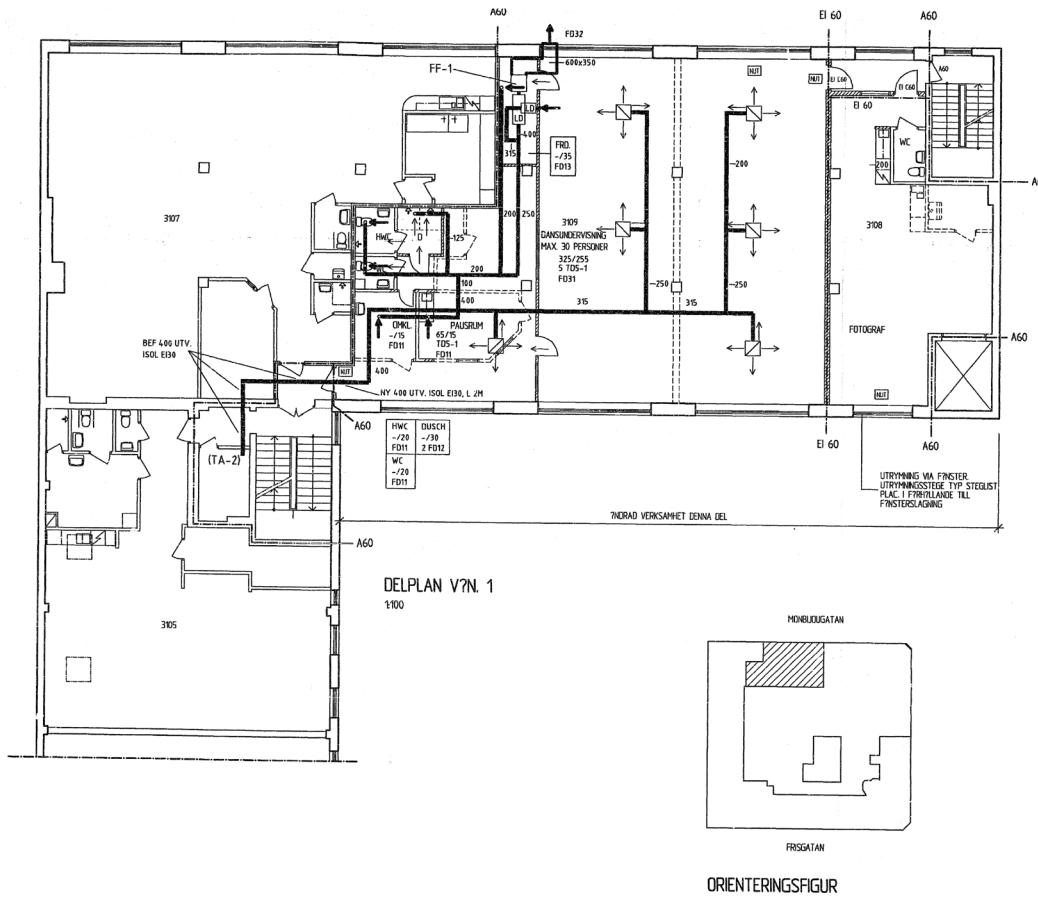 A60
FD32
EI 60
A60
600x350
FF-1
NUT
NUT
EI C60
EI C60
A60
EI 60
LD
LD
400
315
FRD.
-/35
FD13
WC
200
200
A
3107
200
250
3109
DANSUNDERVISNING
MAX. 30 PERSONER
325/255
5 TDS-1
FD31
3108
HWC
D
125
200
100
400
250
315
315
250
OMKL.
-/15
FD11
PAUSRUM
65/15
TDS-1
FD11
FOTOGRAF
A60
BEF 400 UTV.
ISOL EI30
NUT
400
NY 400 UTV. ISOL EI30, L 2M
NUT
A60
EI 60
A60
HWC
-/20
FD11
DUSCH
-/30
2 FD12
WC
-/20
FD11
(TA-2)
UTRYMNING VIA F?NSTER.
UTRYMNINGSSTEGE TYP STEGLIST
PLAC. I F?RH?LLANDE TILL
F?NSTERSLAGNING
?NDRAD VERKSAMHET DENNA DEL
A60
DELPLAN V?N. 1
1:100
3105
MONBIJOUGATAN
FRISGATAN
ORIENTERINGSFIGUR